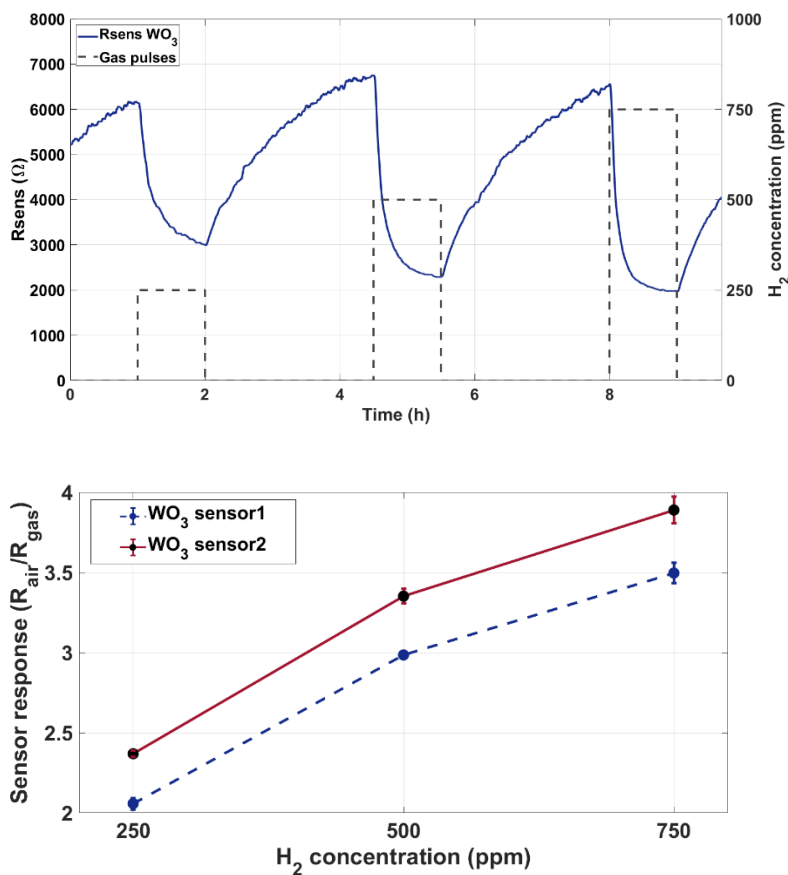 Rsens WO₃
Gas pulses
8000
7000
6000
5000
4000
3000
2000
1000
0
Rsens (Ω)
1000
750
500
250
0
H₂ concentration (ppm)
0 2 4 6 8
Time (h)
WO₃ sensor1
WO₃ sensor2
4
3.5
3
2.5
2
Sensor response (R_air/R_gas)
250 500 750
H₂ concentration (ppm)